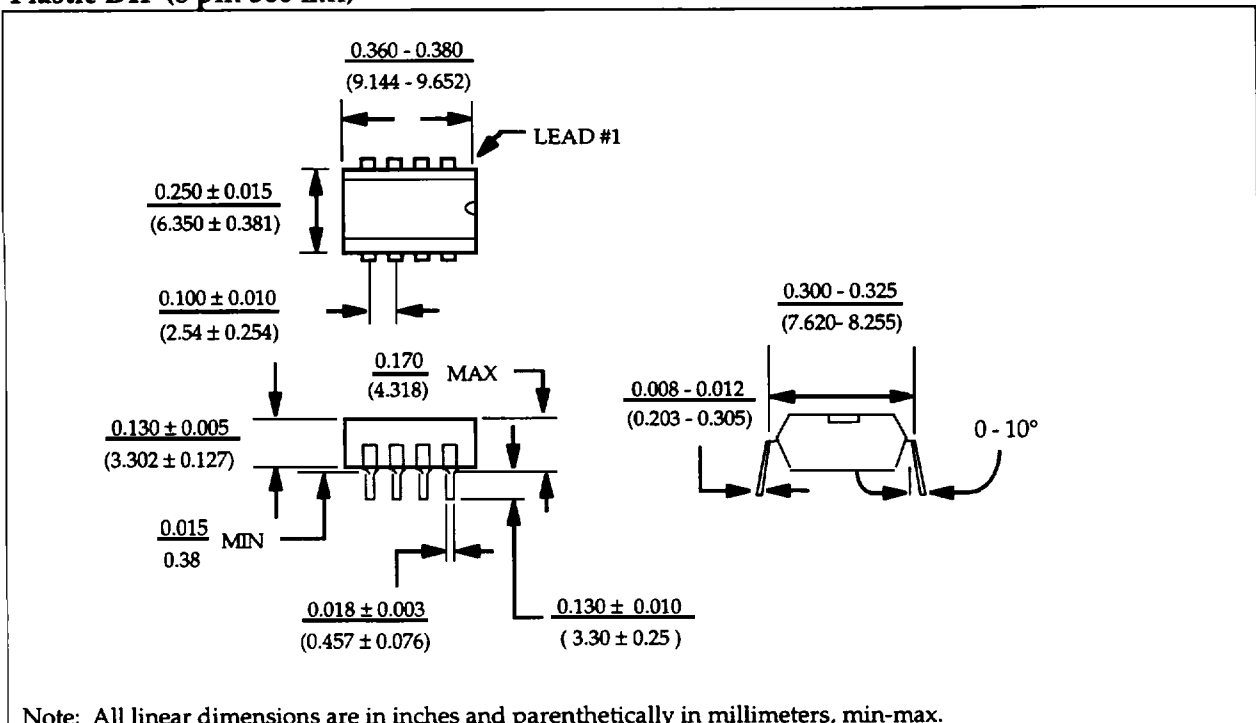 0.360 - 0.380
(9.144 - 9.652)
LEAD #1
0.250 ± 0.015
(6.350 ± 0.381)
0.100 ± 0.010
(2.54 ± 0.254)
0.300 - 0.325
(7.620- 8.255)
0.170
(4.318)
MAX
0.008 - 0.012
(0.203 - 0.305)
0 - 10°
0.130 ± 0.005
(3.302 ± 0.127)
0.015
0.38
MIN
0.018 ± 0.003
(0.457 ± 0.076)
0.130 ± 0.010
( 3.30 ± 0.25 )
Note: All linear dimensions are in inches and parenthetically in millimeters, min-max.